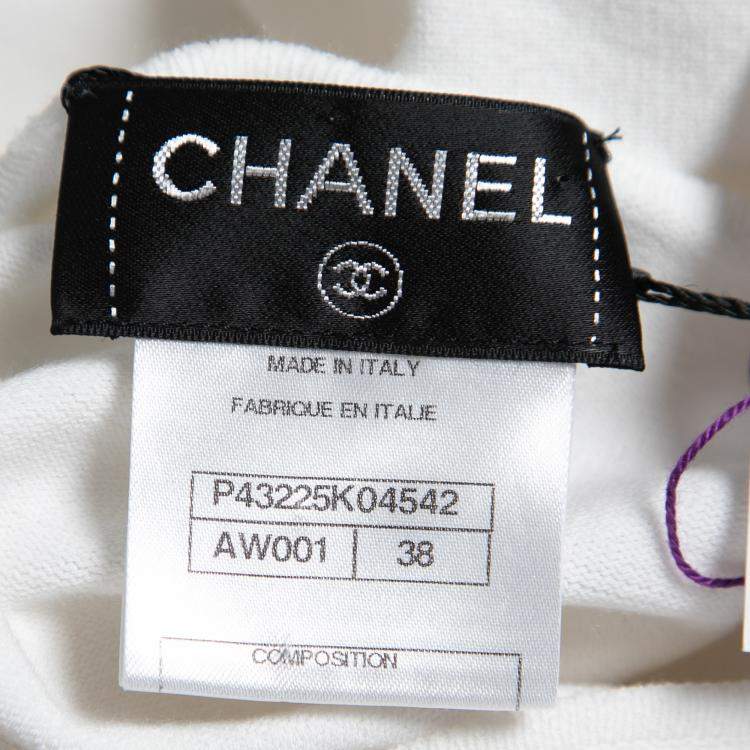 CHANEL
MADE IN ITALY
FABRIQUE EN ITALIE
P43225K04542
AW001 38
COMPOSITION